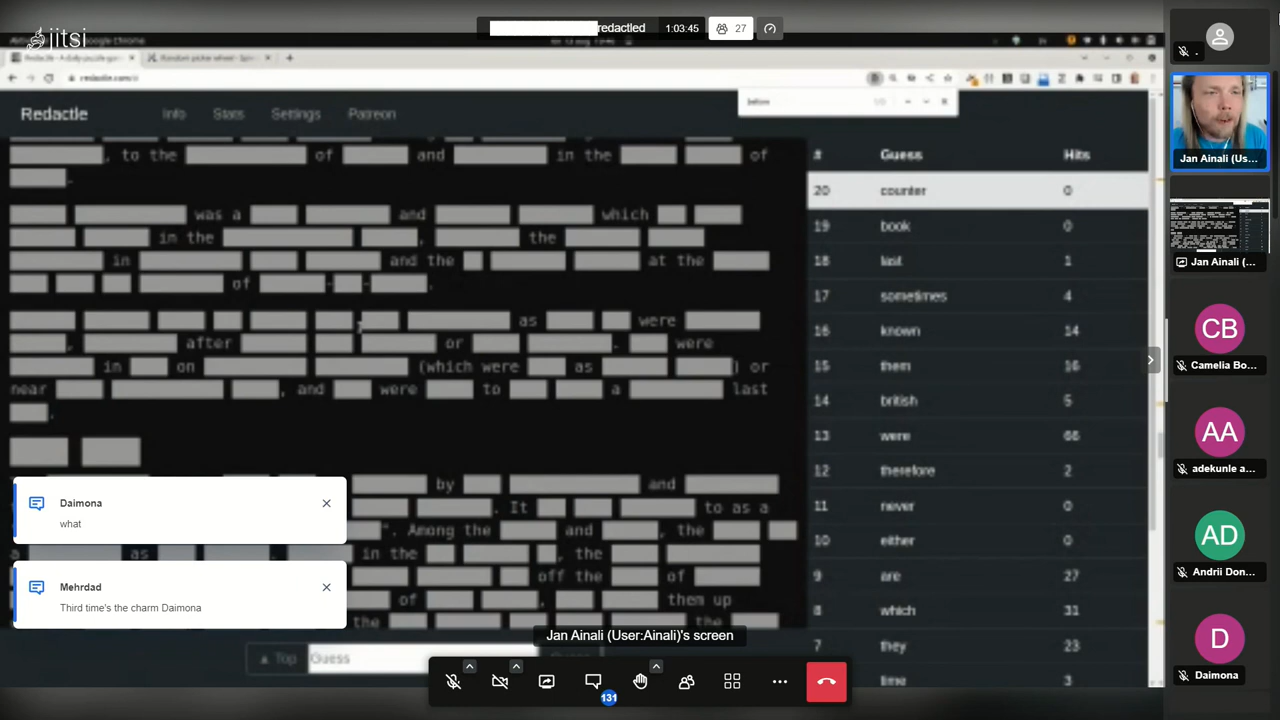 jitsi
redactled
1:03:45
27
Redactle
Info
Stats
Settings
Patreon
before
, to the of and in the of
.
was a and which
in the , the
in and the at the
of - - .
as were
, after or . were
in on (which were as ) or
near , and were to a last
.
by and
. It to as a
". Among the and , the
a as in the , the
off the of
of , them up
the the
# Guess Hits
20 counter 0
19 book 0
18 last 1
17 sometimes 4
16 known 14
15 them 16
14 british 5
13 were 66
12 therefore 2
11 never 0
10 either 0
9 are 27
8 which 31
7 they 23
time 3
Daimona
what
Mehrdad
Third time's the charm Daimona
Top
Guess
Jan Ainali (User:Ainali)'s screen
131
.
Jan Ainali (Us...
Jan Ainali (...
CB
Camelia Bo...
AA
adekunle a...
AD
Andrii Don...
D
Daimona